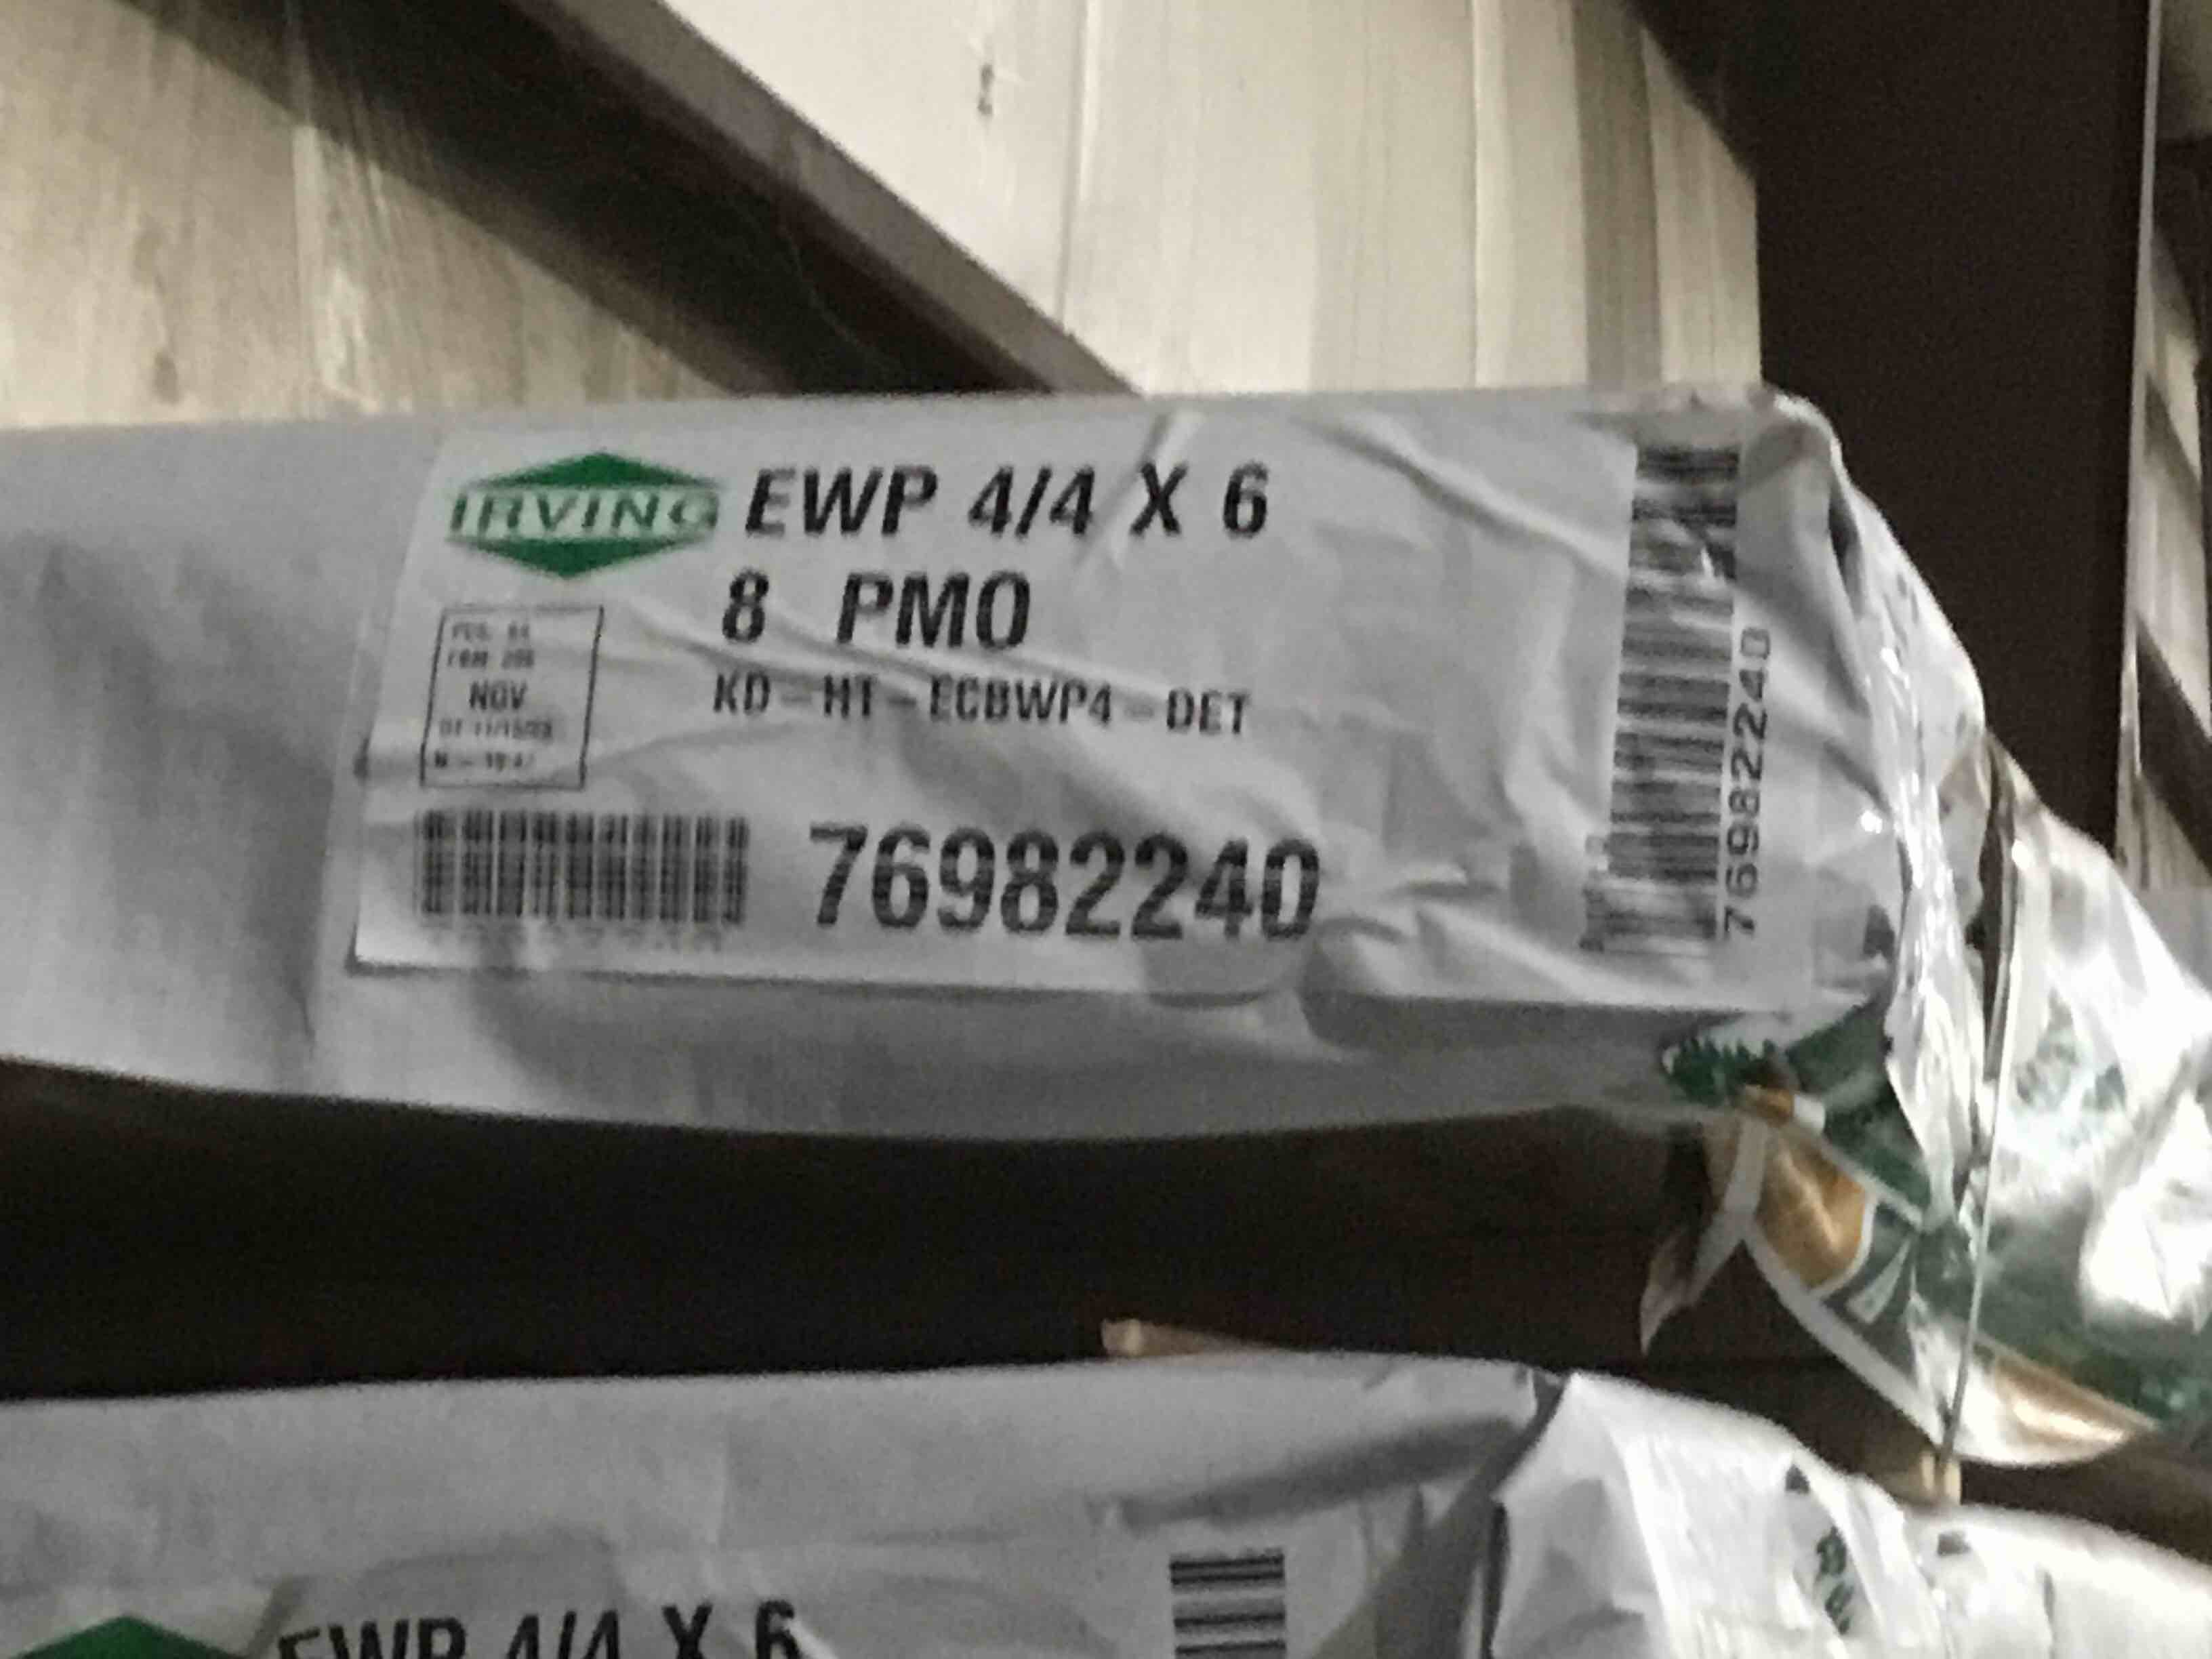 IRVING EWP 4/4 X 6
8 PMO
KD - HT - ECBWP4 - DET
NOV
76982240
76982240
EWP 4/4 X 6